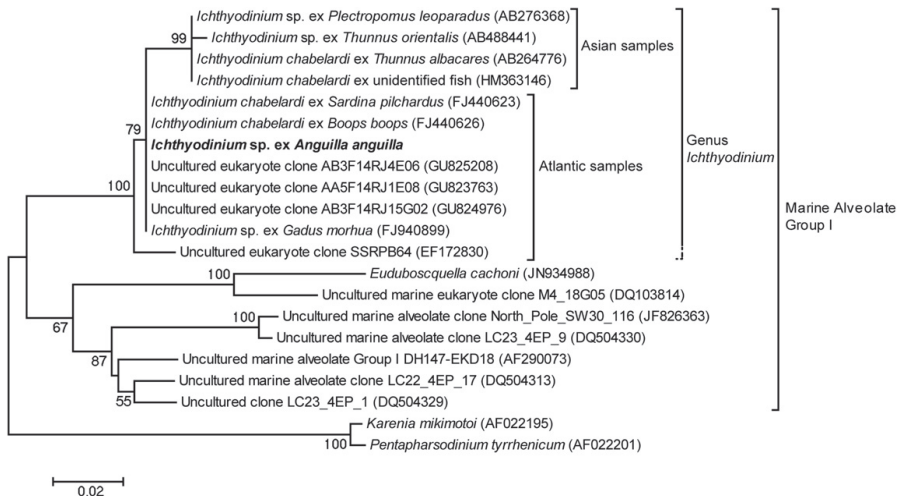 Ichthyodinium sp. ex Plectropomus leoparadus (AB276368)
99
Ichthyodinium sp. ex Thunnus orientalis (AB488441)
Asian samples
Ichthyodinium chabelardi ex Thunnus albacares (AB264776)
Ichthyodinium chabelardi ex unidentified fish (HM363146)
Ichthyodinium chabelardi ex Sardina pilchardus (FJ440623)
79
Ichthyodinium chabelardi ex Boops boops (FJ440626)
Ichthyodinium sp. ex Anguilla anguilla
Genus
Ichthyodinium
Uncultured eukaryote clone AB3F14RJ4E06 (GU825208)
Atlantic samples
100
Uncultured eukaryote clone AA5F14RJ1E08 (GU823763)
Uncultured eukaryote clone AB3F14RJ15G02 (GU824976)
Marine Alveolate
Group I
Ichthyodinium sp. ex Gadus morhua (FJ940899)
Uncultured eukaryote clone SSRPB64 (EF172830)
100
Euduboscquella cachoni (JN934988)
Uncultured marine eukaryote clone M4_18G05 (DQ103814)
67
100
Uncultured marine alveolate clone North_Pole_SW30_116 (JF826363)
Uncultured marine alveolate clone LC23_4EP_9 (DQ504330)
87
Uncultured marine alveolate Group I DH147-EKD18 (AF290073)
Uncultured marine alveolate clone LC22_4EP_17 (DQ504313)
55
Uncultured clone LC23_4EP_1 (DQ504329)
Karenia mikimotoi (AF022195)
100
Pentapharsodinium tyrrhenicum (AF022201)
0.02